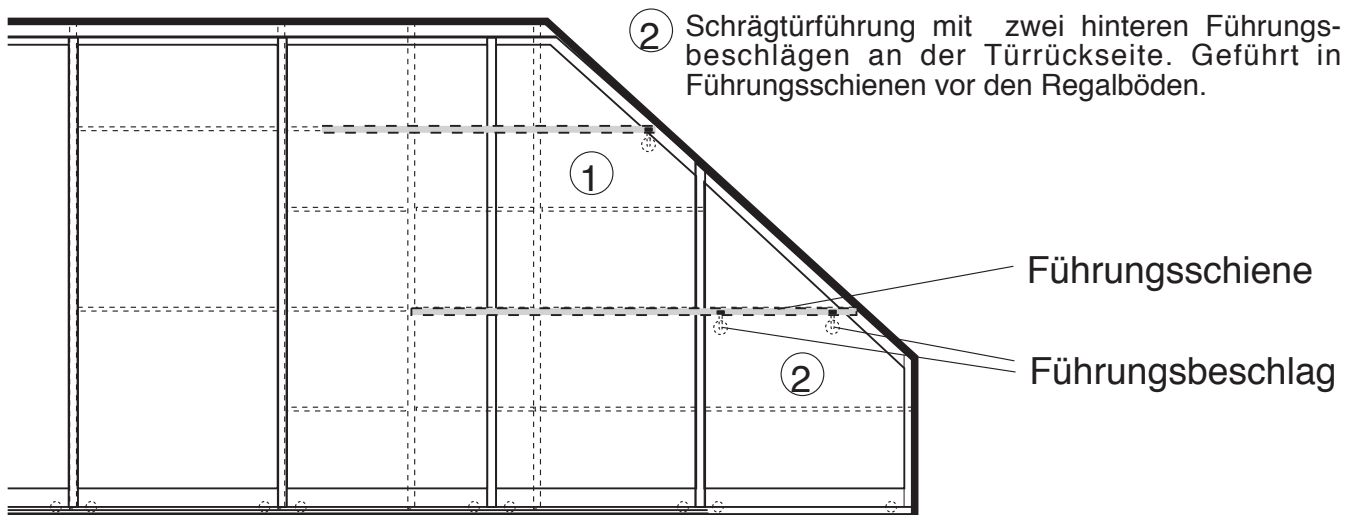 2 Schrägtürführung mit zwei hinteren Führungs-
beschlägen an der Türrückseite. Geführt in
Führungsschienen vor den Regalböden.
1
Führungsschiene
2
Führungsbeschlag